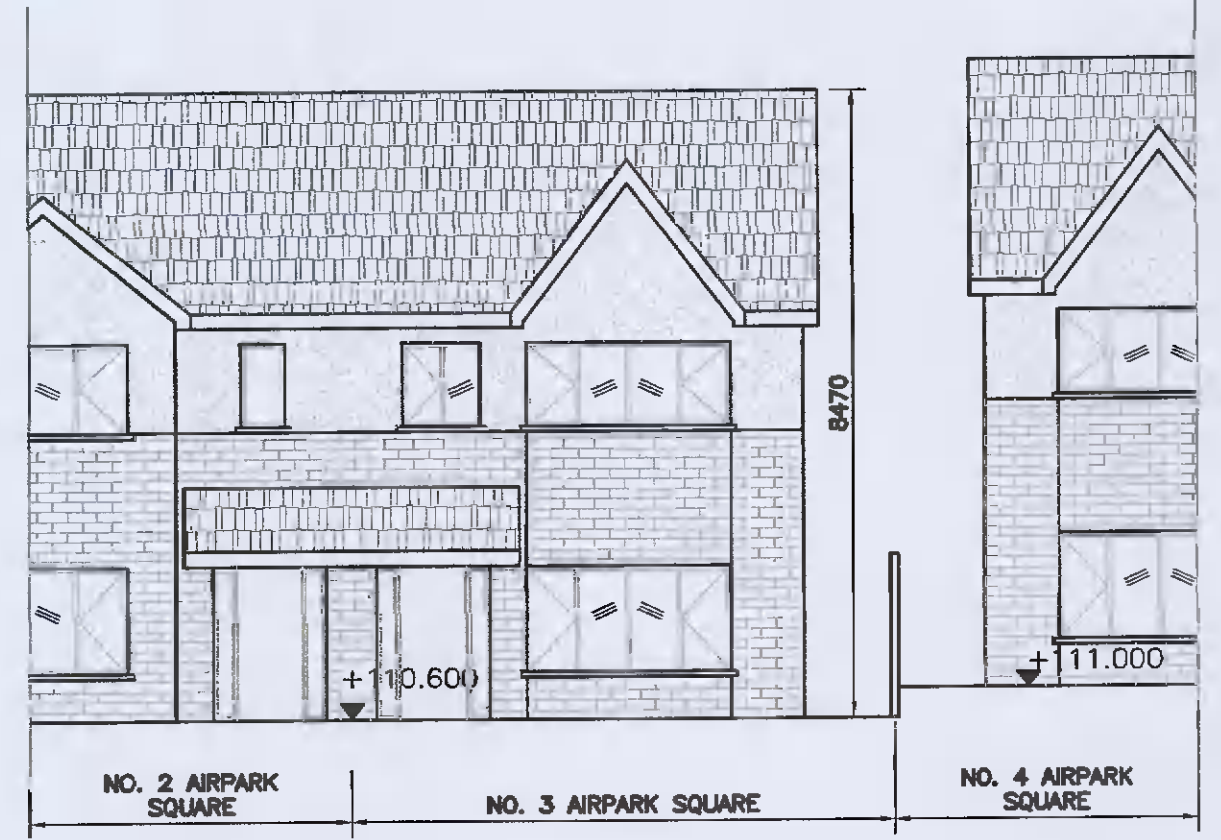 8470
+110.600
+111.000
NO. 2 AIRPARK
SQUARE
NO. 3 AIRPARK SQUARE
NO. 4 AIRPARK
SQUARE